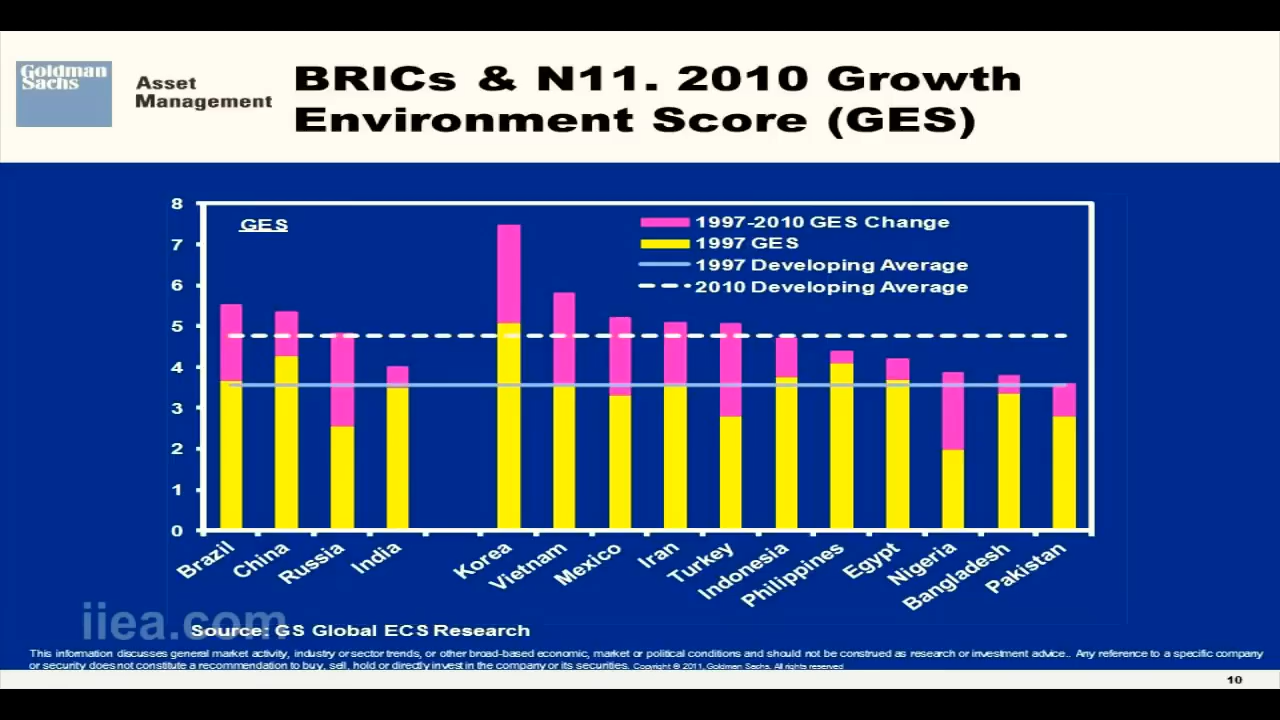 Goldman
Sachs
Asset
Management
BRICs & N11. 2010 Growth
Environment Score (GES)
GES
1997-2010 GES Change
1997 GES
1997 Developing Average
2010 Developing Average
8
7
6
5
4
3
2
1
0
Brazil
China
Russia
India
Korea
Vietnam
Mexico
Iran
Turkey
Indonesia
Philippines
Egypt
Nigeria
Bangladesh
Pakistan
iiea.com
Source: GS Global ECS Research
This information discusses general market activity, industry or sector trends, or other broad-based economic, market or political conditions and should not be construed as research or investment advice.. Any reference to a specific company
or security does not constitute a recommendation to buy, sell, hold or directly invest in the company or its securities. Copyright © 2011, Goldman Sachs. All rights reserved
10